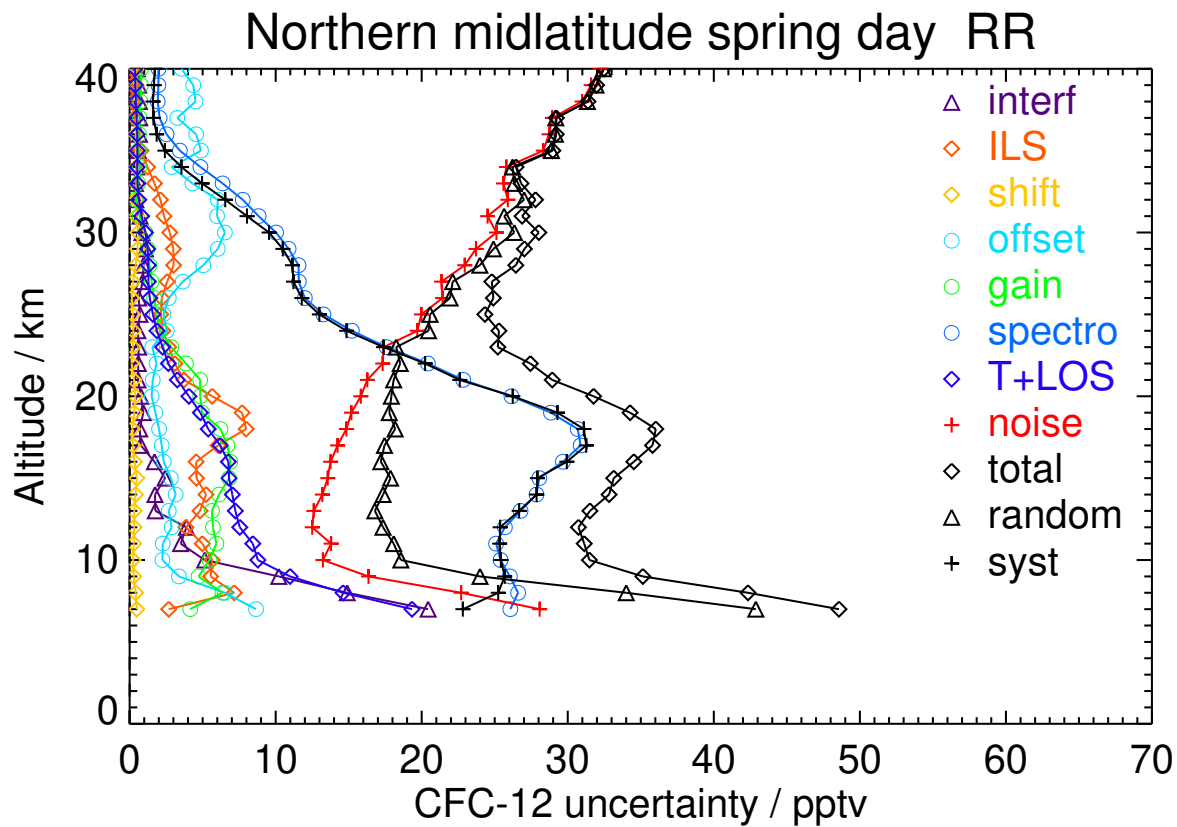 Northern midlatitude spring day RR
40
30
20
10
0
Altitude / km
interf
ILS
shift
offset
gain
spectro
T+LOS
noise
total
random
syst
0 10 20 30 40 50 60 70
CFC-12 uncertainty / pptv